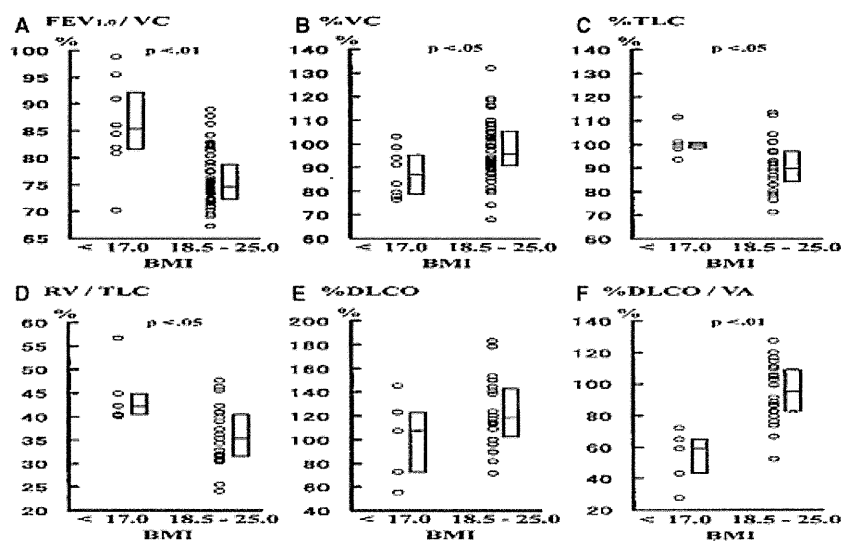 A FEV1.0 / VC
%
p <.01
100
95
90
85
80
75
70
65
< 17.0 18.5 - 25.0
BMI
B %VC
%
p <.05
140
130
120
110
100
90
80
70
60
< 17.0 18.5 - 25.0
BMI
C %TLC
%
p <.05
140
130
120
110
100
90
80
70
60
< 17.0 18.5 - 25.0
BMI
D RV / TLC
%
p <.05
60
55
50
45
40
35
30
25
20
< 17.0 18.5 - 25.0
BMI
E %DLCO
%
200
180
160
140
120
100
80
60
40
< 17.0 18.5 - 25.0
BMI
F %DLCO / VA
%
p <.01
140
120
100
80
60
40
20
< 17.0 18.5 - 25.0
BMI